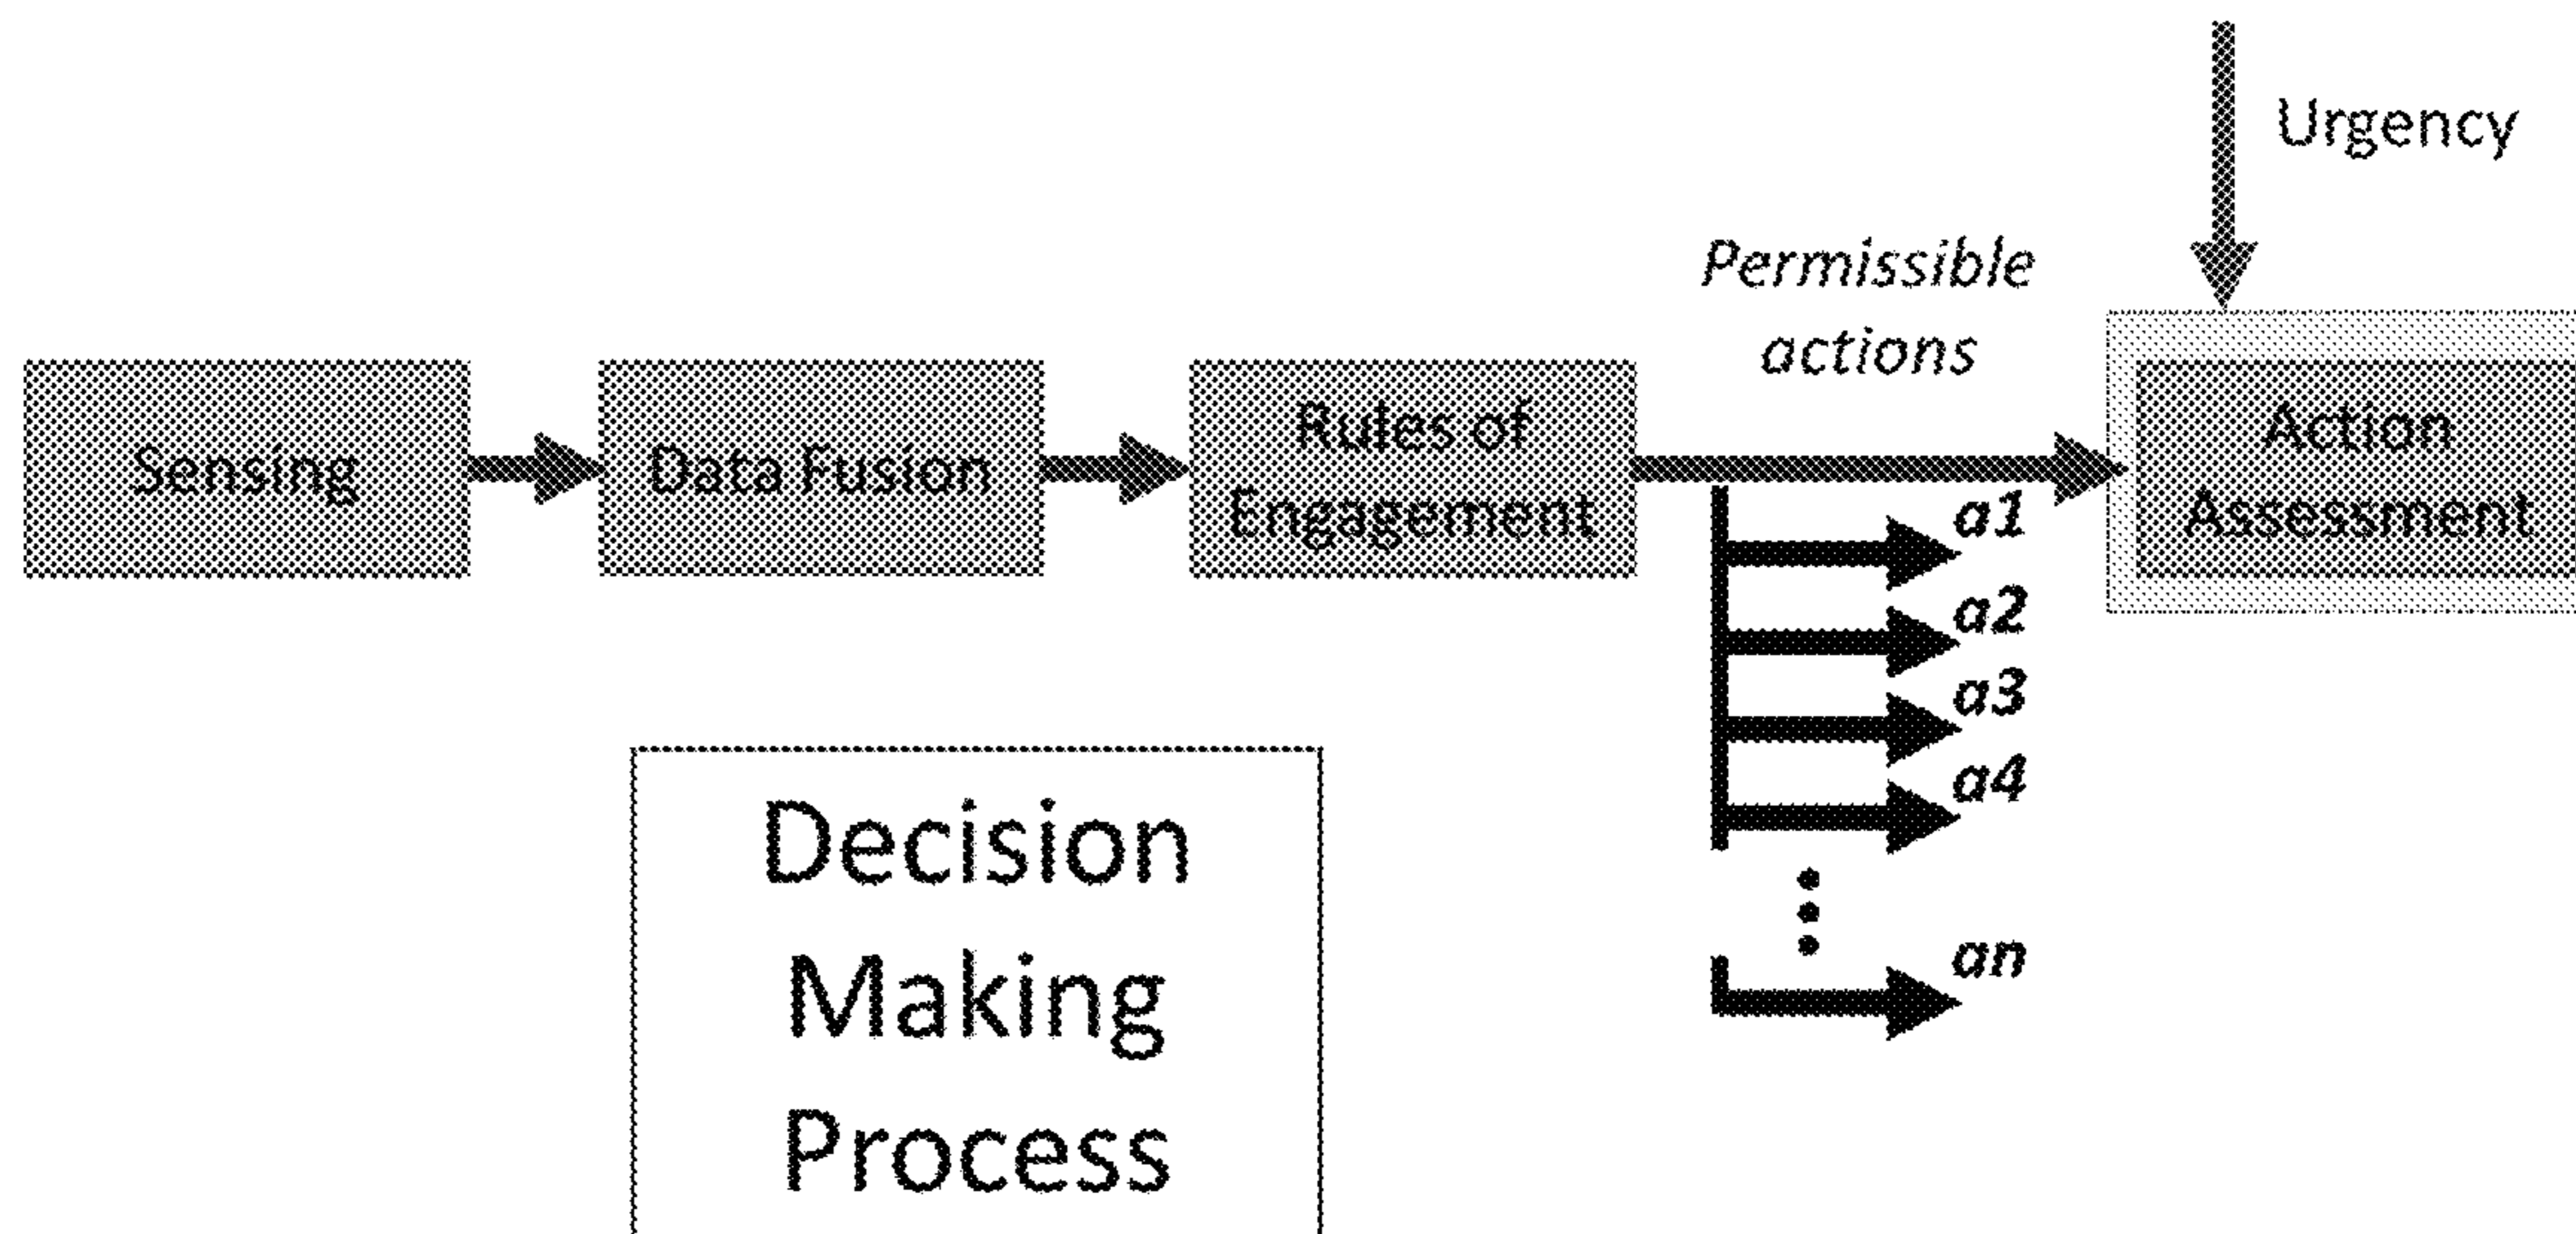 Urgency
Permissible
actions
Sensing
Data Fusion
Rules of
Engagement
Action
Assessment
a1
a2
a3
a4
an
Decision
Making
Process